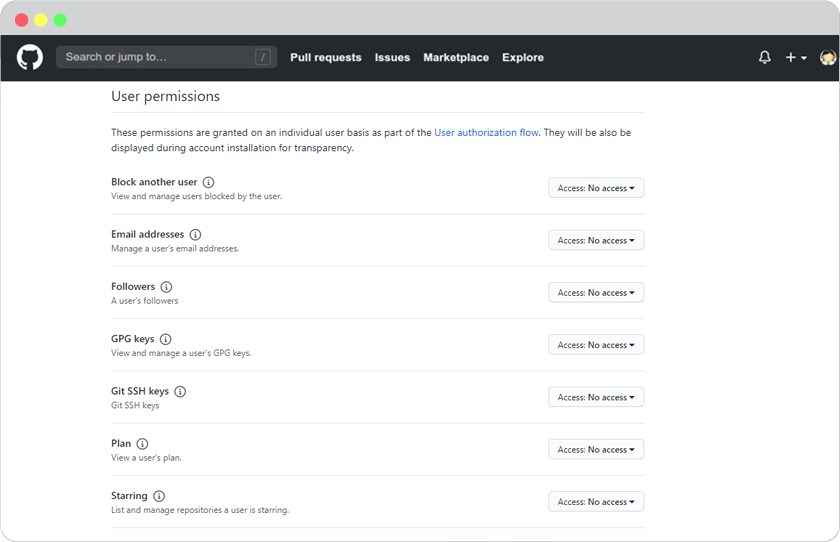 Search or jump to... /
Pull requests Issues Marketplace Explore
User permissions
These permissions are granted on an individual user basis as part of the User authorization flow. They will be also be
displayed during account installation for transparency.
Block another user
View and manage users blocked by the user.
Access: No access
Email addresses
Manage a user's email addresses.
Access: No access
Followers
A user's followers
Access: No access
GPG keys
View and manage a user's GPG keys.
Access: No access
Git SSH keys
Git SSH keys
Access: No access
Plan
View a user's plan.
Access: No access
Starring
List and manage repositories a user is starring.
Access: No access